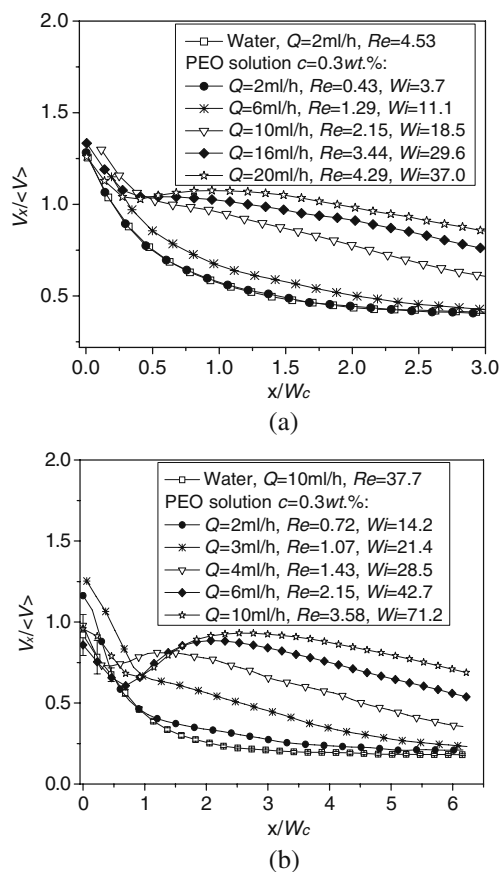 2.0
1.5
1.0
0.5
Vx/<V>
Water, Q=2ml/h, Re=4.53
PEO solution c=0.3wt.%:
Q=2ml/h, Re=0.43, Wi=3.7
Q=6ml/h, Re=1.29, Wi=11.1
Q=10ml/h, Re=2.15, Wi=18.5
Q=16ml/h, Re=3.44, Wi=29.6
Q=20ml/h, Re=4.29, Wi=37.0
0.0 0.5 1.0 1.5 2.0 2.5 3.0
x/Wc
(a)
2.0
1.5
1.0
0.5
0.0
Vx/<V>
Water, Q=10ml/h, Re=37.7
PEO solution c=0.3wt.%:
Q=2ml/h, Re=0.72, Wi=14.2
Q=3ml/h, Re=1.07, Wi=21.4
Q=4ml/h, Re=1.43, Wi=28.5
Q=6ml/h, Re=2.15, Wi=42.7
Q=10ml/h, Re=3.58, Wi=71.2
0 1 2 3 4 5 6
x/Wc
(b)